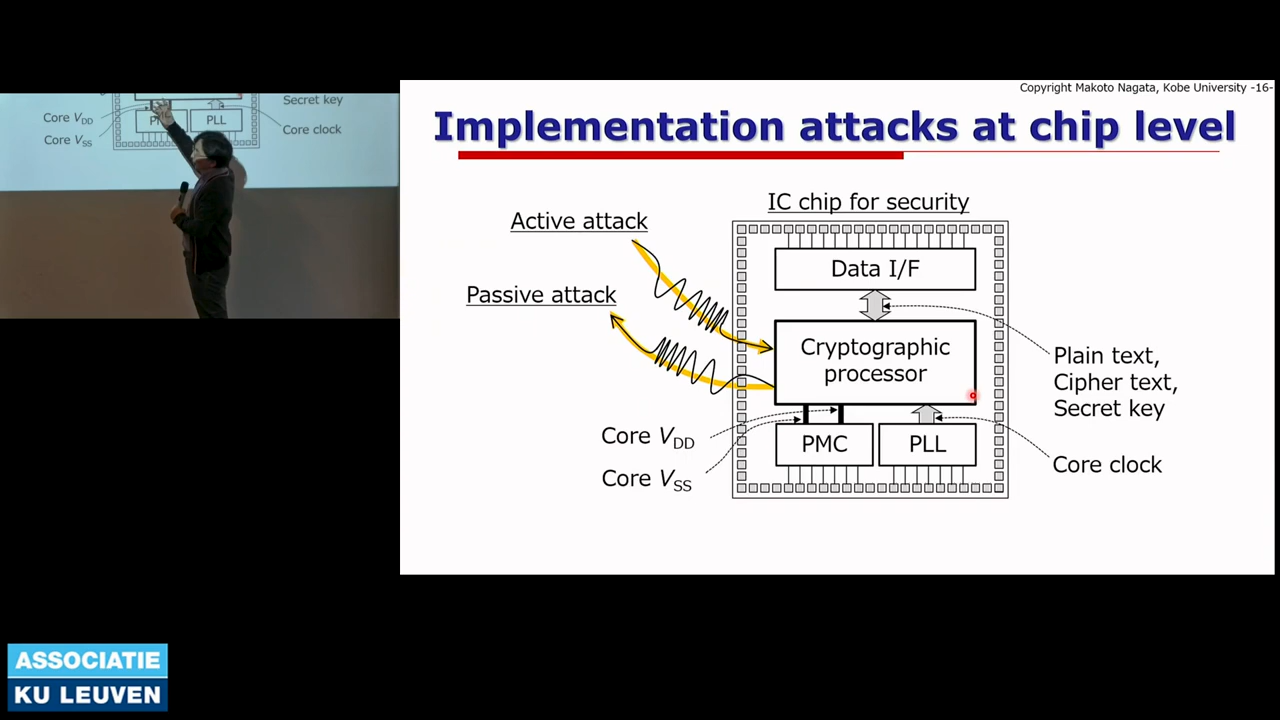 Secret key
Core VDD
PLL
Core clock
Core VSS
Copyright Makoto Nagata, Kobe University -16-
Implementation attacks at chip level
IC chip for security
Active attack
Data I/F
Passive attack
Cryptographic
processor
Plain text,
Cipher text,
Secret key
Core VDD
PMC
PLL
Core clock
Core VSS
ASSOCIATIE
KU LEUVEN